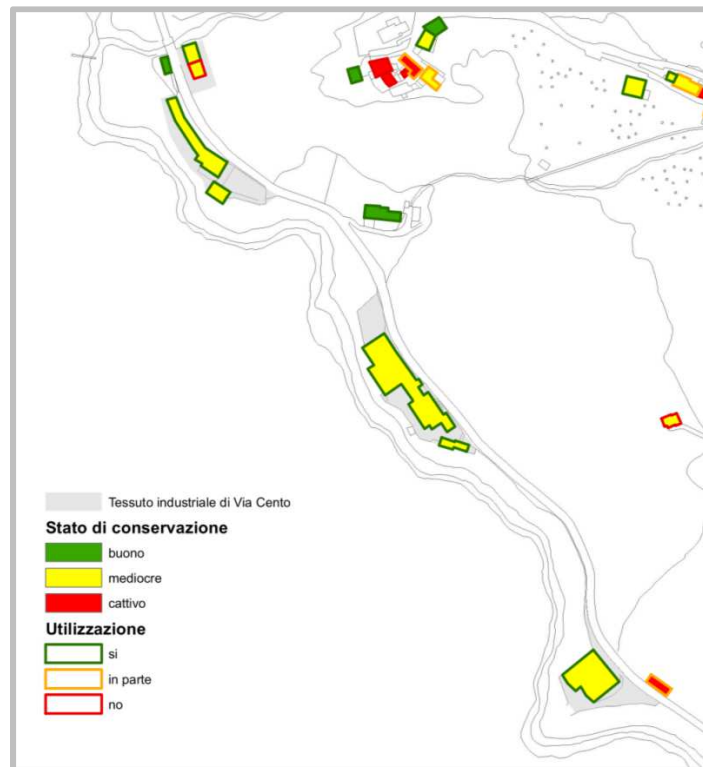 Tessuto industriale di Via Cento
Stato di conservazione
buono
mediocre
cattivo
Utilizzazione
si
in parte
no